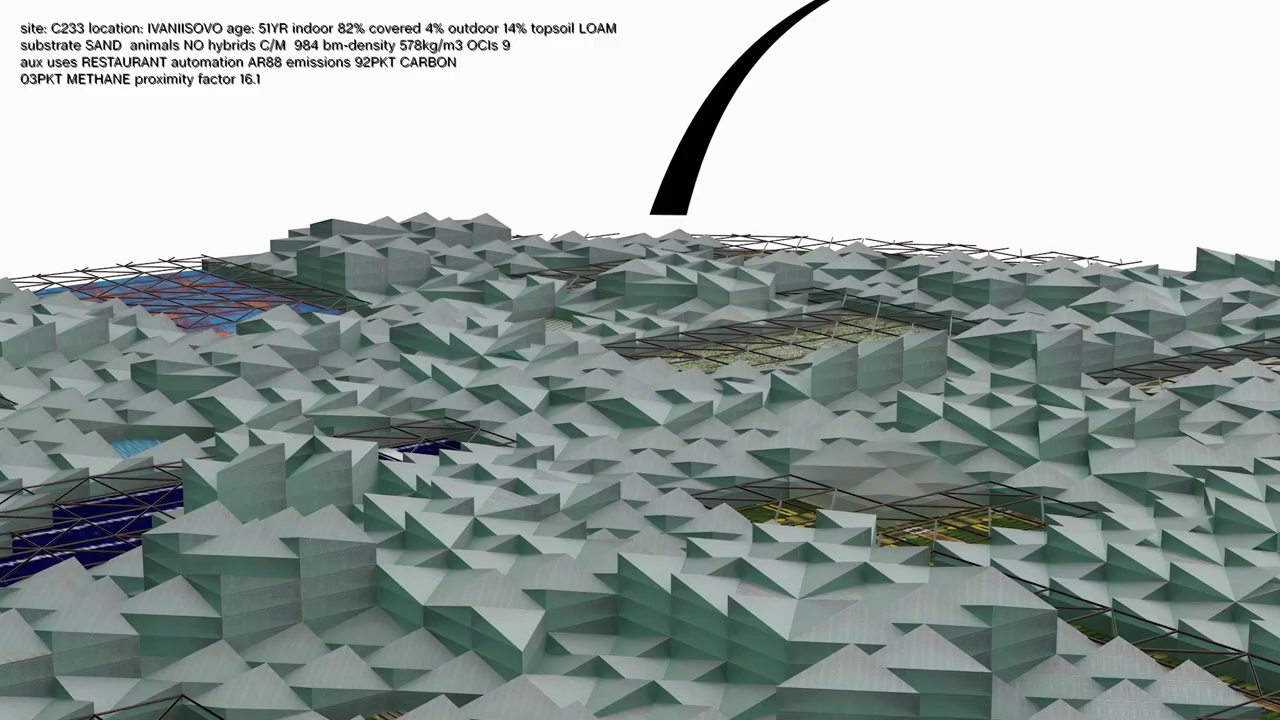 site: C233 location: IVANIISOVO age: 51YR indoor 82% covered 4% outdoor 14% topsoil LOAM
substrate SAND animals NO hybrids C/M 984 bm-density 578kg/m3 OCIs 9
aux uses RESTAURANT automation AR88 emissions 92PKT CARBON
03PKT METHANE proximity factor 16.1